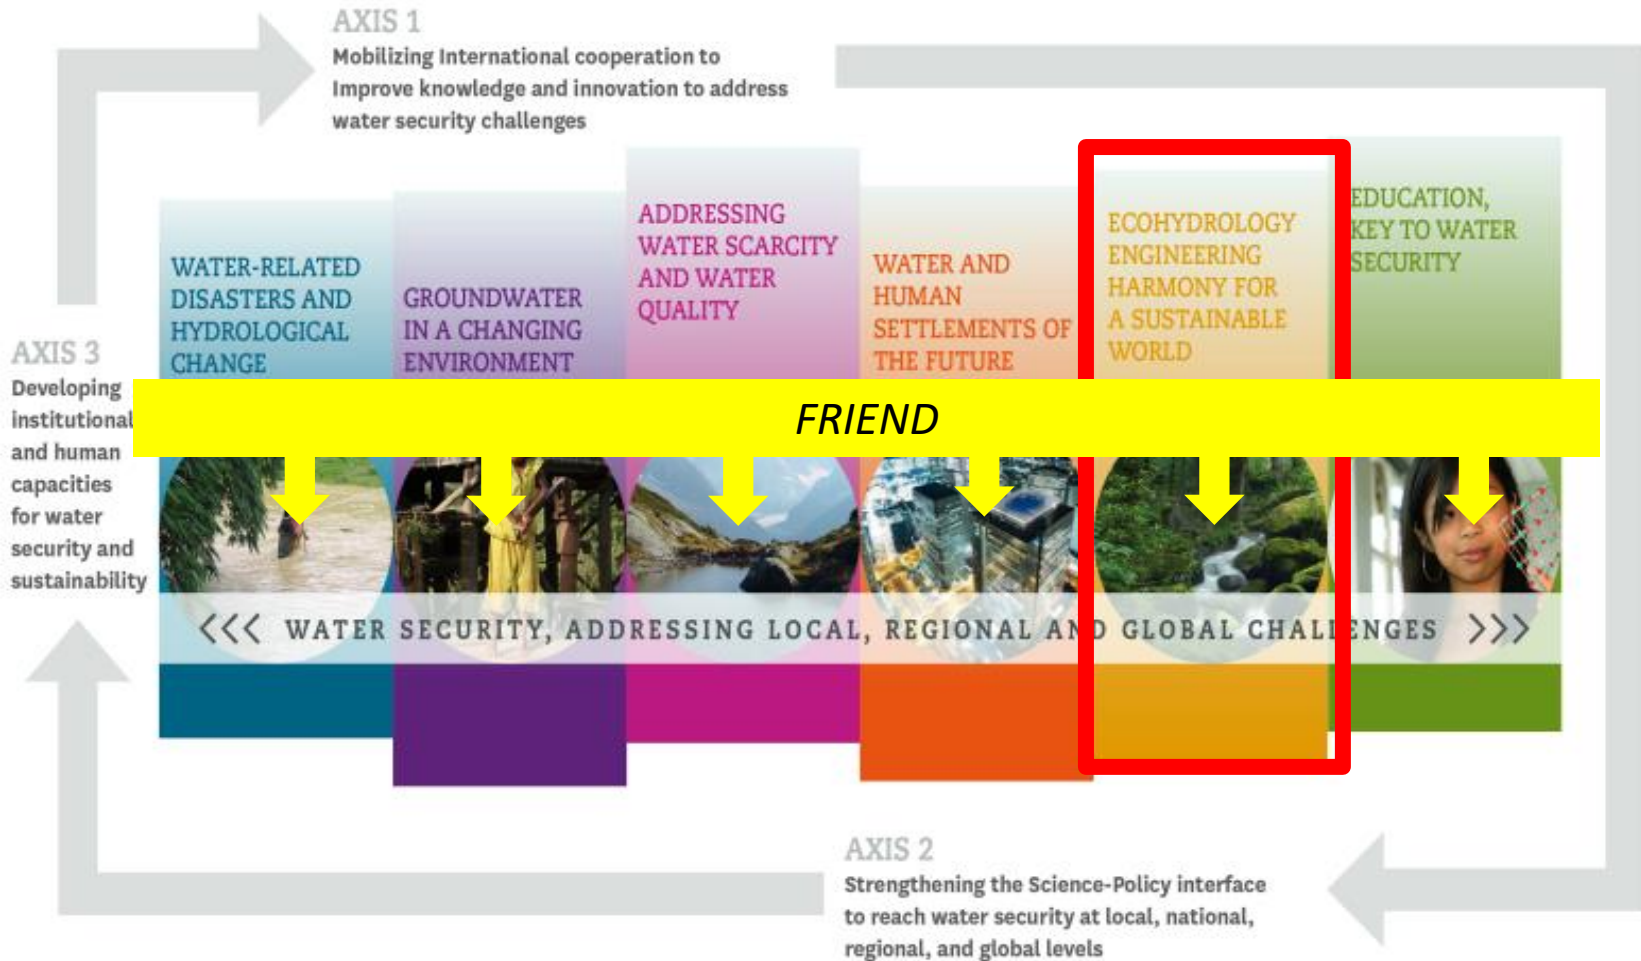 AXIS 1
Mobilizing International cooperation to
Improve knowledge and innovation to address
water security challenges
WATER-RELATED
DISASTERS AND
HYDROLOGICAL
CHANGE
GROUNDWATER
IN A CHANGING
ENVIRONMENT
ADDRESSING
WATER SCARCITY
AND WATER
QUALITY
WATER AND
HUMAN
SETTLEMENTS OF
THE FUTURE
ECOHYDROLOGY
ENGINEERING
HARMONY FOR
A SUSTAINABLE
WORLD
EDUCATION,
KEY TO WATER
SECURITY
AXIS 3
Developing
institutional
and human
capacities
for water
security and
sustainability
FRIEND
<<< WATER SECURITY, ADDRESSING LOCAL, REGIONAL AND GLOBAL CHALLENGES >>>
AXIS 2
Strengthening the Science-Policy interface
to reach water security at local, national,
regional, and global levels